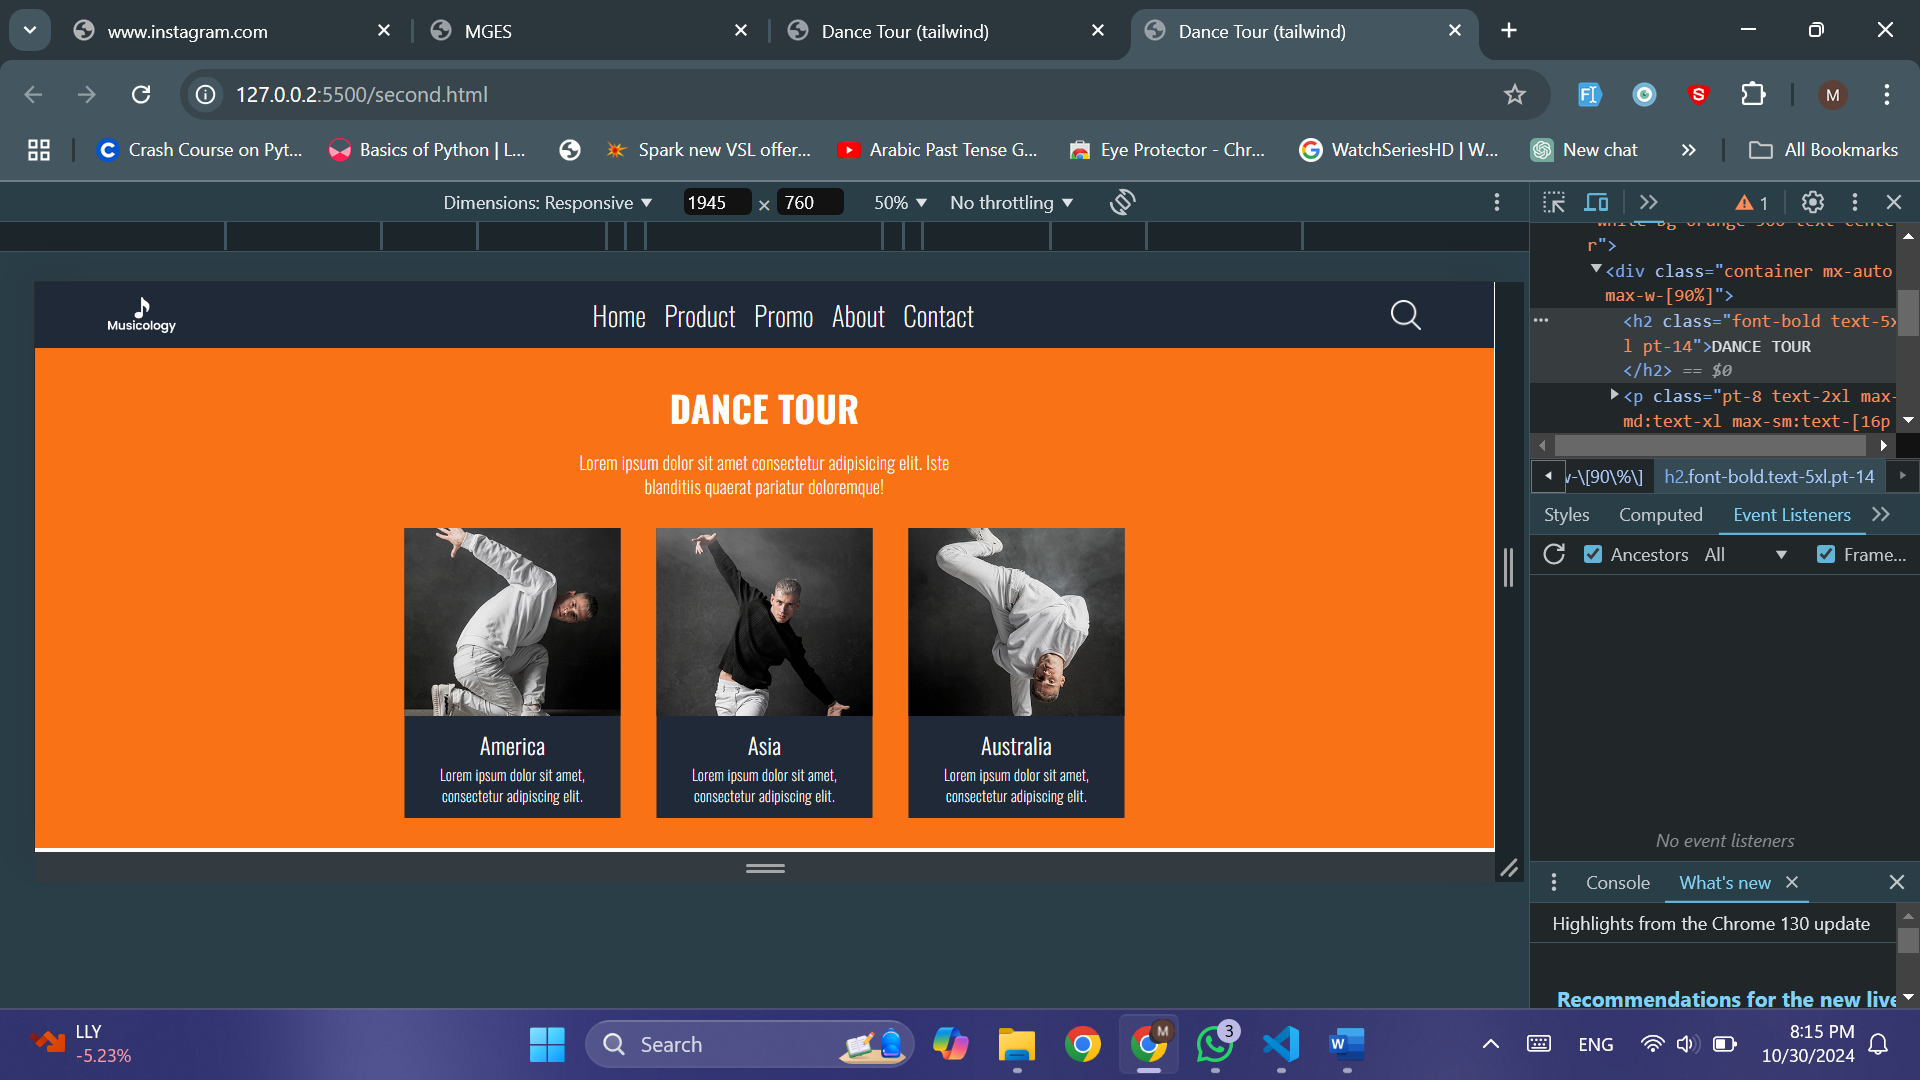 www.instagram.com
MGES
Dance Tour (tailwind)
Dance Tour (tailwind)
127.0.0.2:5500/second.html
M
Crash Course on Pyt...
Basics of Python | L...
Spark new VSL offer...
Arabic Past Tense G...
Eye Protector - Chr...
WatchSeriesHD | W...
New chat
All Bookmarks
Dimensions: Responsive
1945 × 760
50%
No throttling
1
r">
<div class="container mx-auto
max-w-[90%]">
<h2 class="font-bold text-5x
l pt-14">DANCE TOUR
</h2> == $0
<p class="pt-8 text-2xl max-
md:text-xl max-sm:text-[16p
w-\[90\%\]
h2.font-bold.text-5xl.pt-14
Styles
Computed
Event Listeners
Ancestors
All
Frame...
No event listeners
Console
What's new
Highlights from the Chrome 130 update
Recommendations for the new live
Musicology
Home
Product
Promo
About
Contact
DANCE TOUR
Lorem ipsum dolor sit amet consectetur adipisicing elit. Iste
blanditiis quaerat pariatur doloremque!
America
Lorem ipsum dolor sit amet,
consectetur adipiscing elit.
Asia
Lorem ipsum dolor sit amet,
consectetur adipiscing elit.
Australia
Lorem ipsum dolor sit amet,
consectetur adipiscing elit.
LLY
-5.23%
Search
M
3
ENG
8:15 PM
10/30/2024